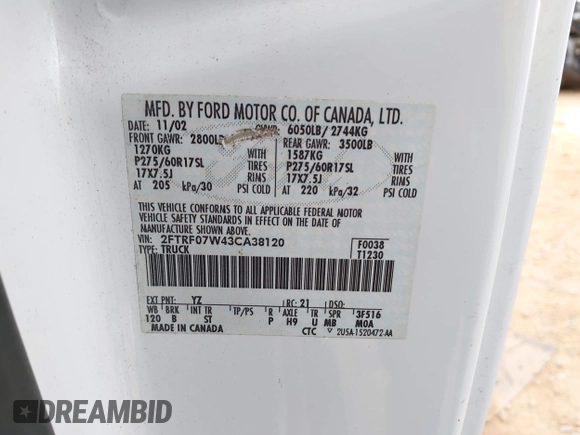 MFD. BY FORD MOTOR CO. OF CANADA, LTD.
DATE: 11/02 GVWR: 6050LB/ 2744KG
FRONT GAWR: 2800LB REAR GAWR: 3500LB
1270KG WITH 1587KG WITH
P275/60R17SL TIRES P275/60R17SL TIRES
17X7.5J RIMS 17X7.5J RIMS
AT 205 kPa/30 PSI COLD AT 220 kPa/32 PSI COLD
THIS VEHICLE CONFORMS TO ALL APPLICABLE FEDERAL MOTOR
VEHICLE SAFETY STANDARDS IN EFFECT ON THE DATE OF
MANUFACTURE SHOWN ABOVE.
VIN: 2FTRF07W43CA38120 F0038
TYPE: TRUCK T1230
EXT PNT: YZ RC: 21 DSO:
WB BRK INT TR TP/PS R AXLE TR SPR 3F516
120 B ST P H9 U MB M0A
MADE IN CANADA CTC 2U5A-1520472-AA
DREAMBID